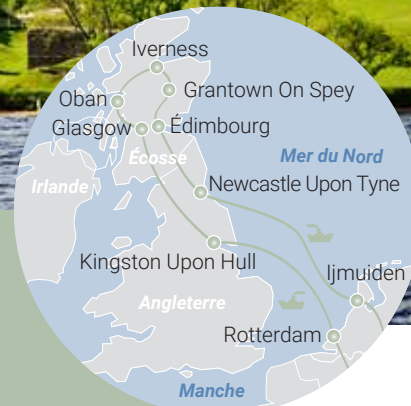 Iverness
Grantown On Spey
Oban
Glasgow
Édimbourg
Écosse
Mer du Nord
Irlande
Newcastle Upon Tyne
Kingston Upon Hull
Ijmuiden
Angleterre
Rotterdam
Manche